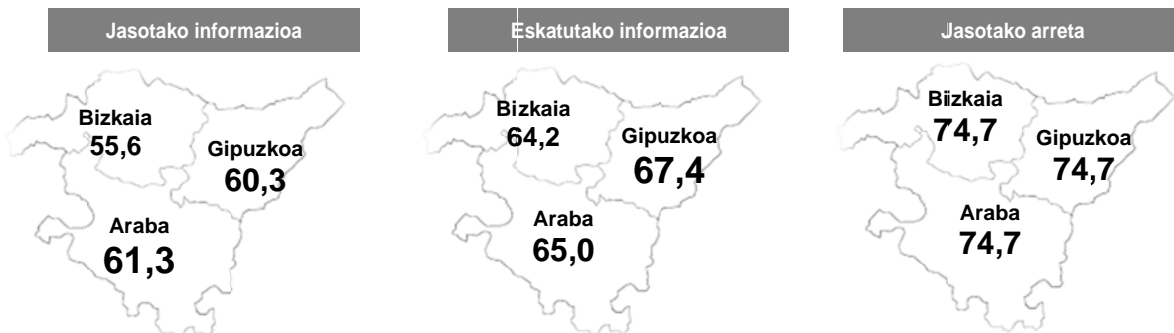 Jasotako informazioa
Bizkaia
55,6
Gipuzkoa
60,3
Araba
61,3
Eskatutako informazioa
Bizkaia
64,2
Gipuzkoa
67,4
Araba
65,0
Jasotako arreta
Biizkaia
74,7
Gipuzkoa
74,7
Araba
74,7